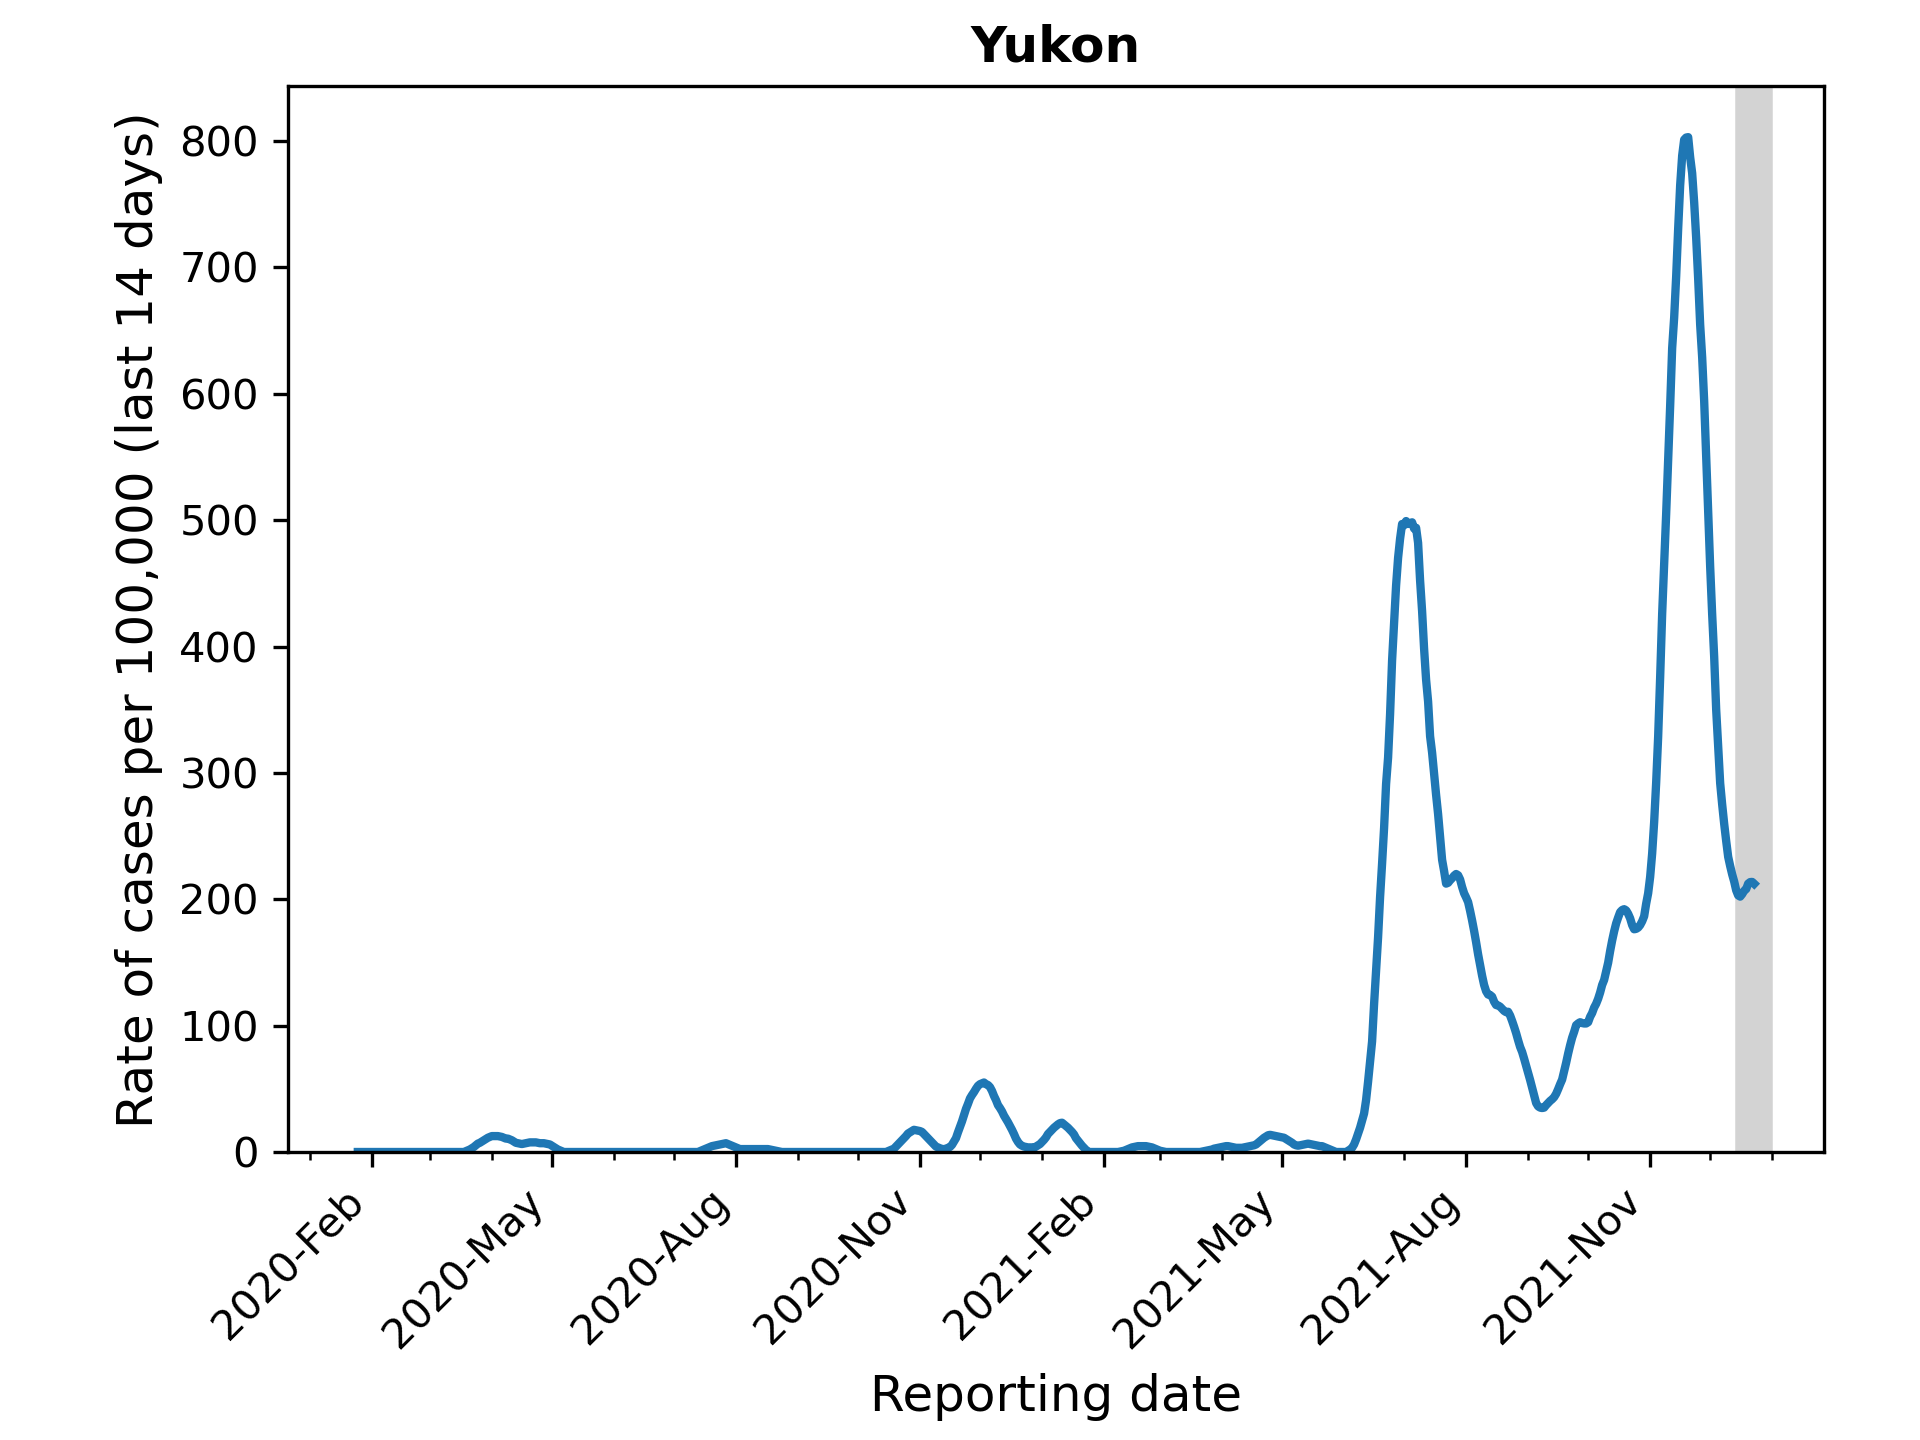 Yukon
Rate of cases per 100,000 (last 14 days)
800
700
600
500
400
300
200
100
0
2020-Feb
2020-May
2020-Aug
2020-Nov
2021-Feb
2021-May
2021-Aug
2021-Nov
Reporting date